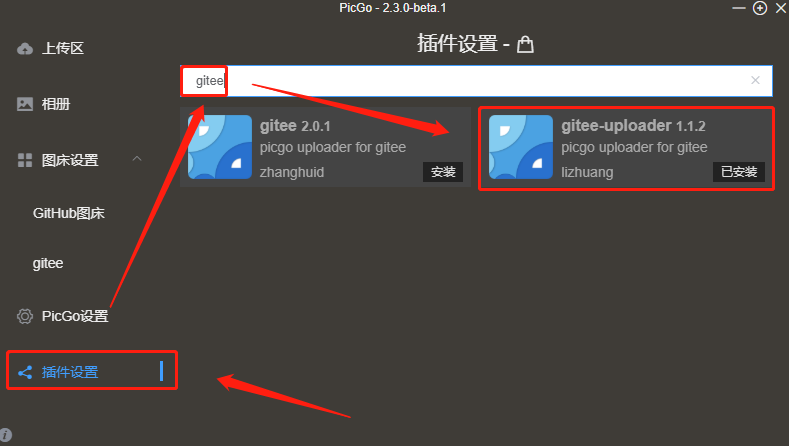 PicGo - 2.3.0-beta.1
上传区
相册
图床设置
GitHub图床
gitee
PicGo设置
插件设置
插件设置 -
gitee
gitee 2.0.1
picgo uploader for gitee
zhanghuid
安装
gitee-uploader 1.1.2
picgo uploader for gitee
lizhuang
已安装